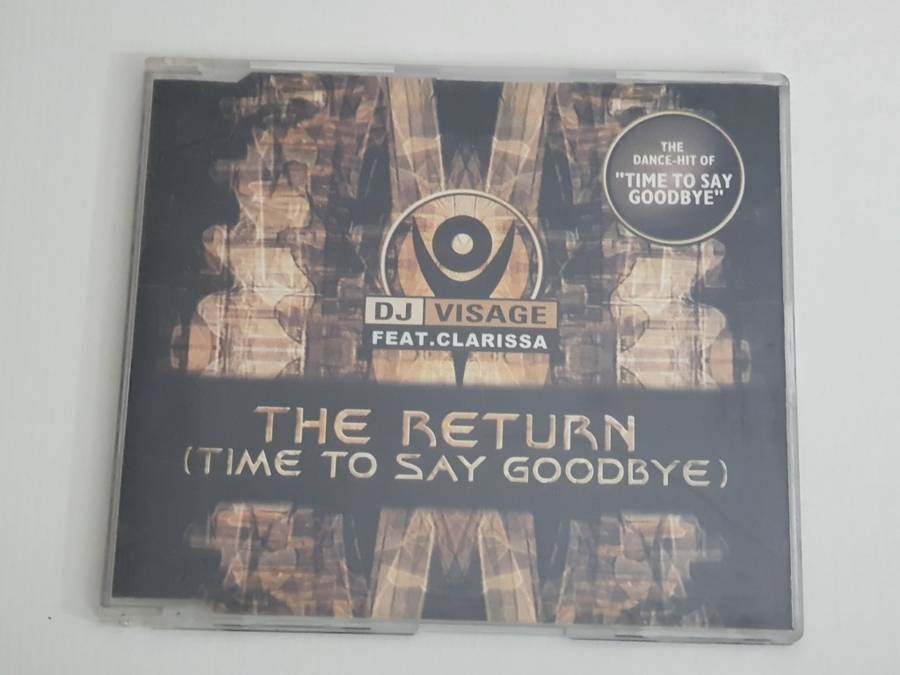 THE
DANCE-HIT OF
"TIME TO SAY
GOODBYE"
DJ VISAGE
FEAT.CLARISSA
THE RETURN
(TIME TO SAY GOODBYE)